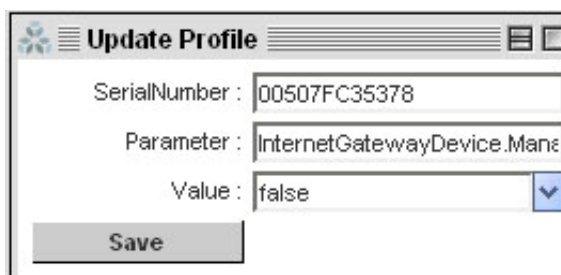 Update Profile
SerialNumber : 00507FC35378
Parameter : InternetGatewayDevice.Mana
Value : false
Save